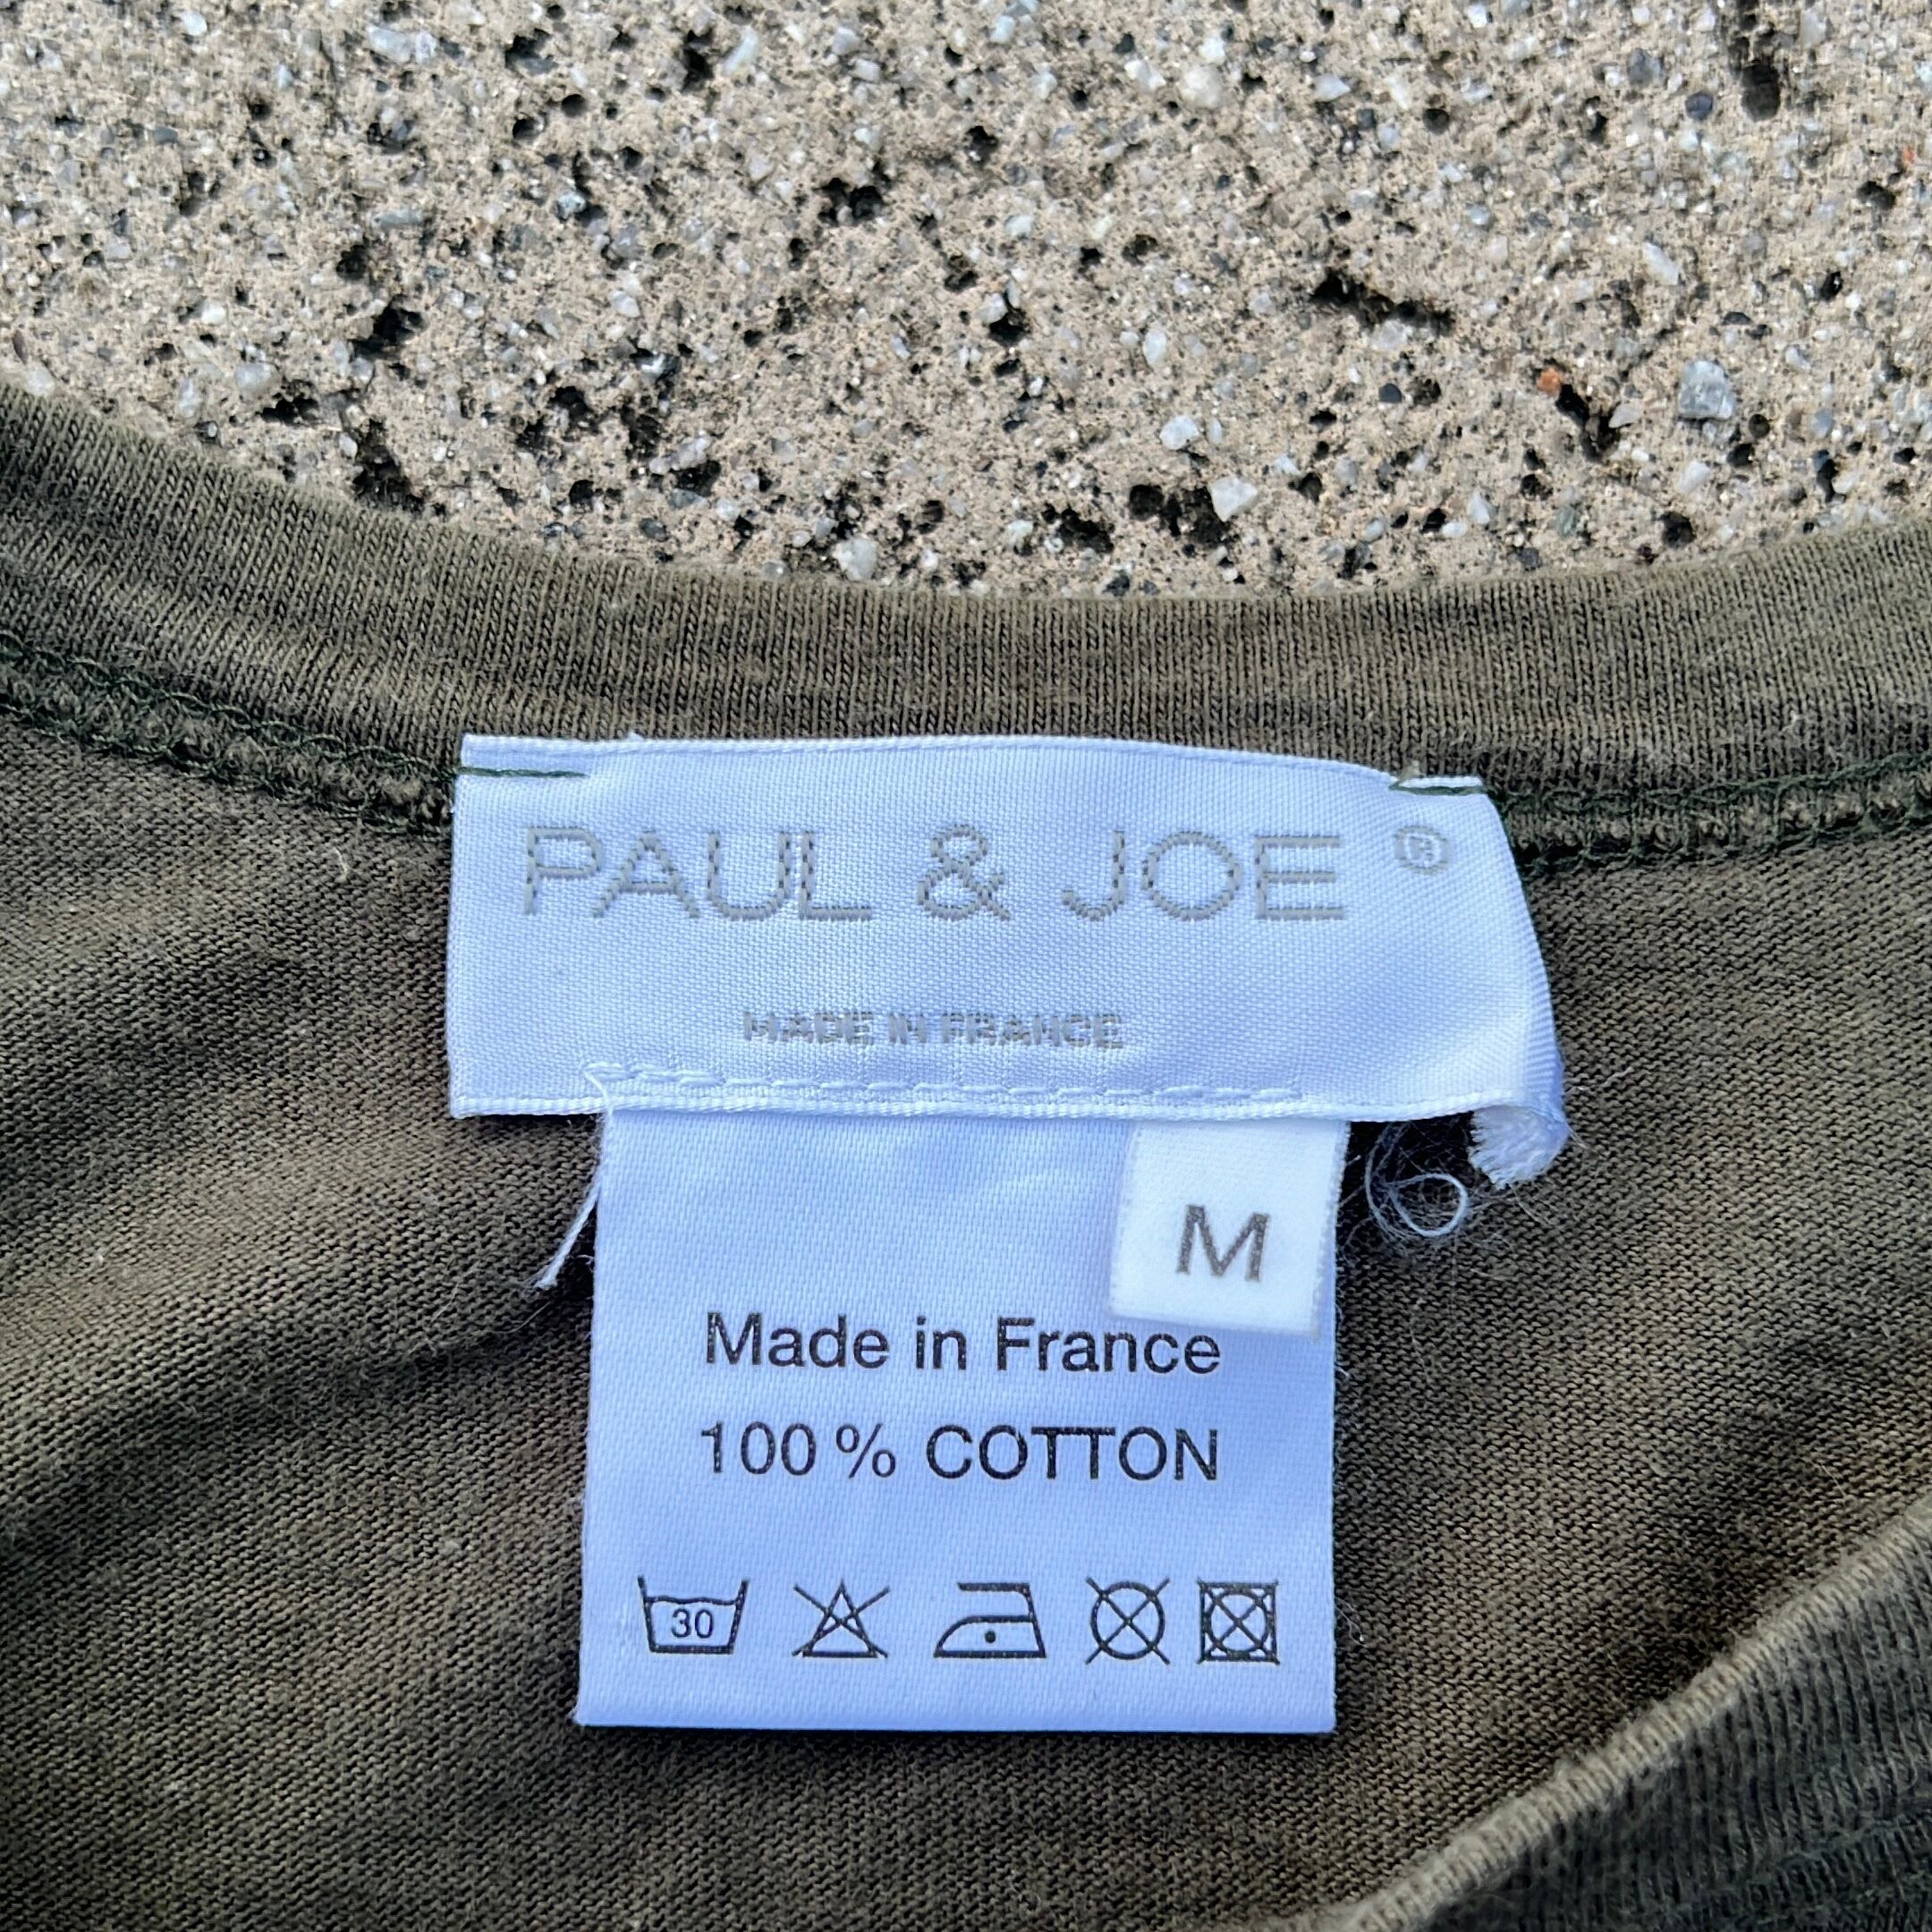 PAUL & JOE ®
MADE IN FRANCE
M
Made in France
100 % COTTON
30